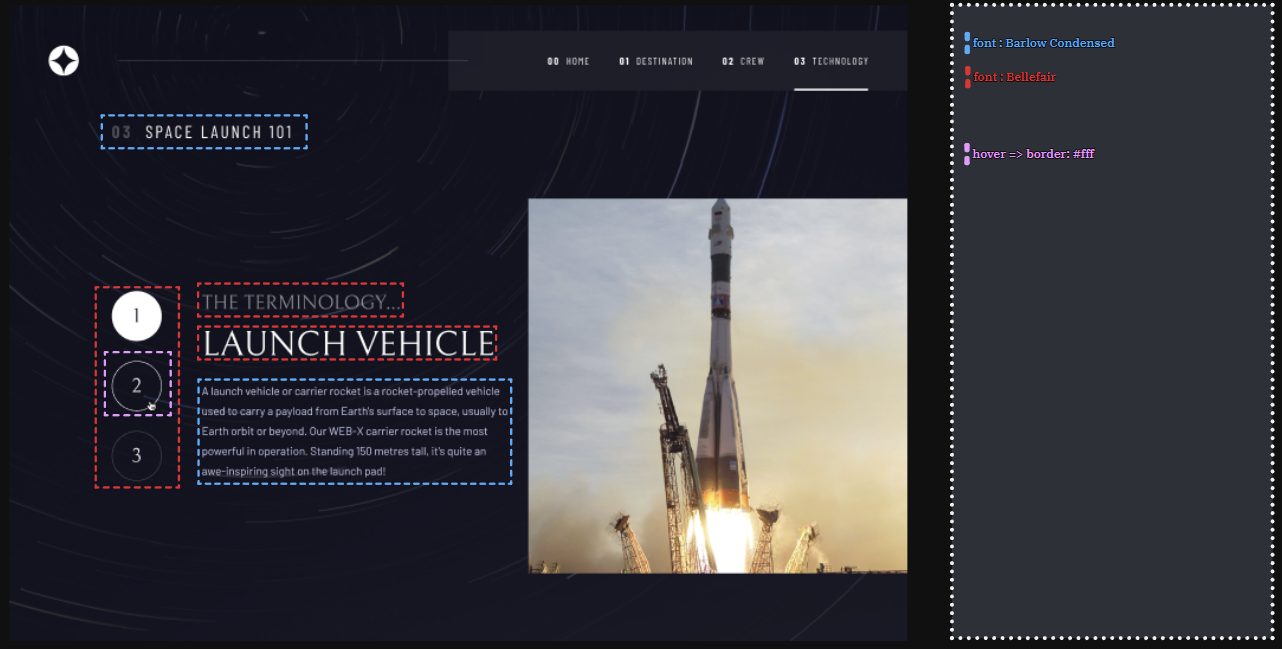 00 HOME 01 DESTINATION 02 CREW 03 TECHNOLOGY
03 SPACE LAUNCH 101
1
2
3
THE TERMINOLOGY...
LAUNCH VEHICLE
A launch vehicle or carrier rocket is a rocket-propelled vehicle
used to carry a payload from Earth's surface to space, usually to
Earth orbit or beyond. Our WEB-X carrier rocket is the most
powerful in operation. Standing 150 metres tall, it's quite an
awe-inspiring sight on the launch pad!
font : Barlow Condensed
font : Bellefair
hover => border: #fff